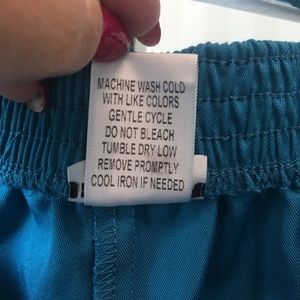 MACHINE WASH COLD
WITH LIKE COLORS
GENTLE CYCLE
DO NOT BLEACH
TUMBLE DRY LOW
REMOVE PROMPTLY
COOL IRON IF NEEDED